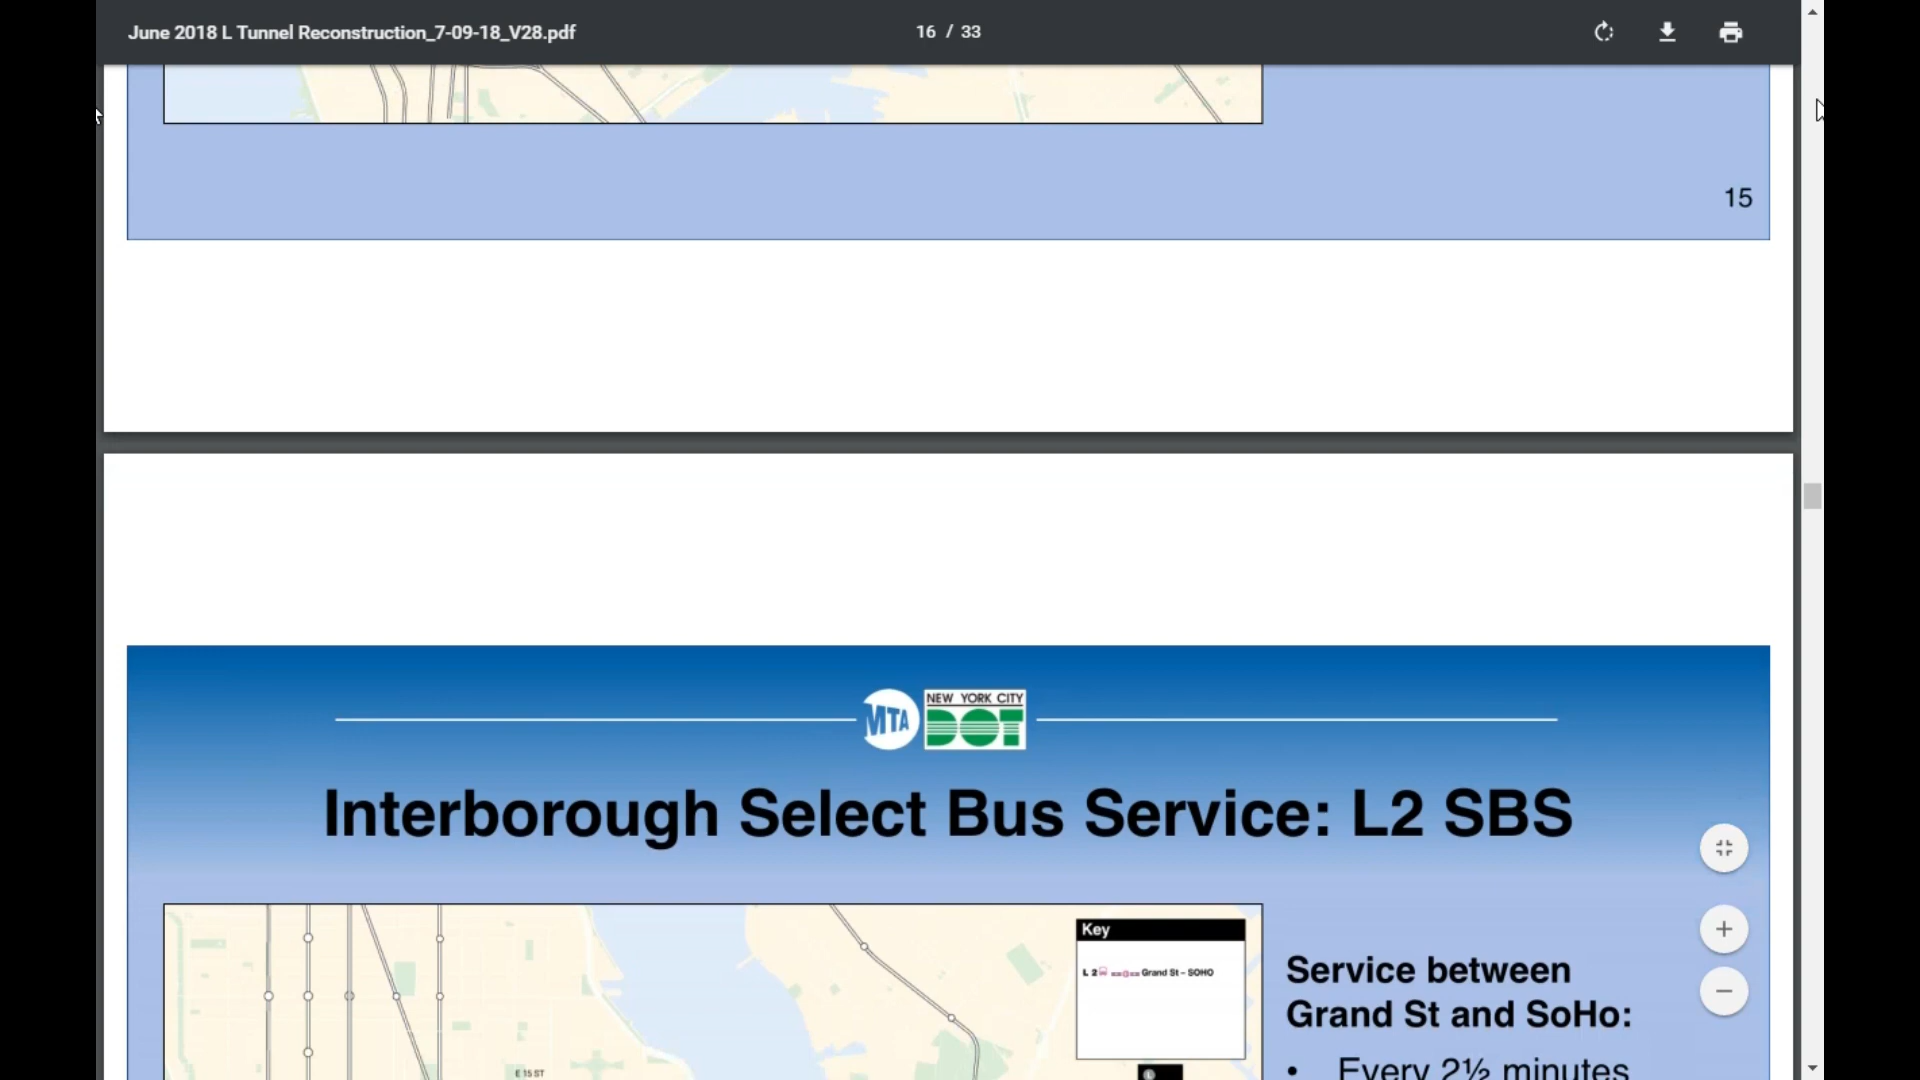 June 2018 L Tunnel Reconstruction_7-09-18_V28.pdf
16 / 33
15
MTA
NEW YORK CITY
DOT
Interborough Select Bus Service: L2 SBS
Key
L 2 Grand St – SOHO
E 15 ST
Service between
Grand St and SoHo:
• Every 2½ minutes